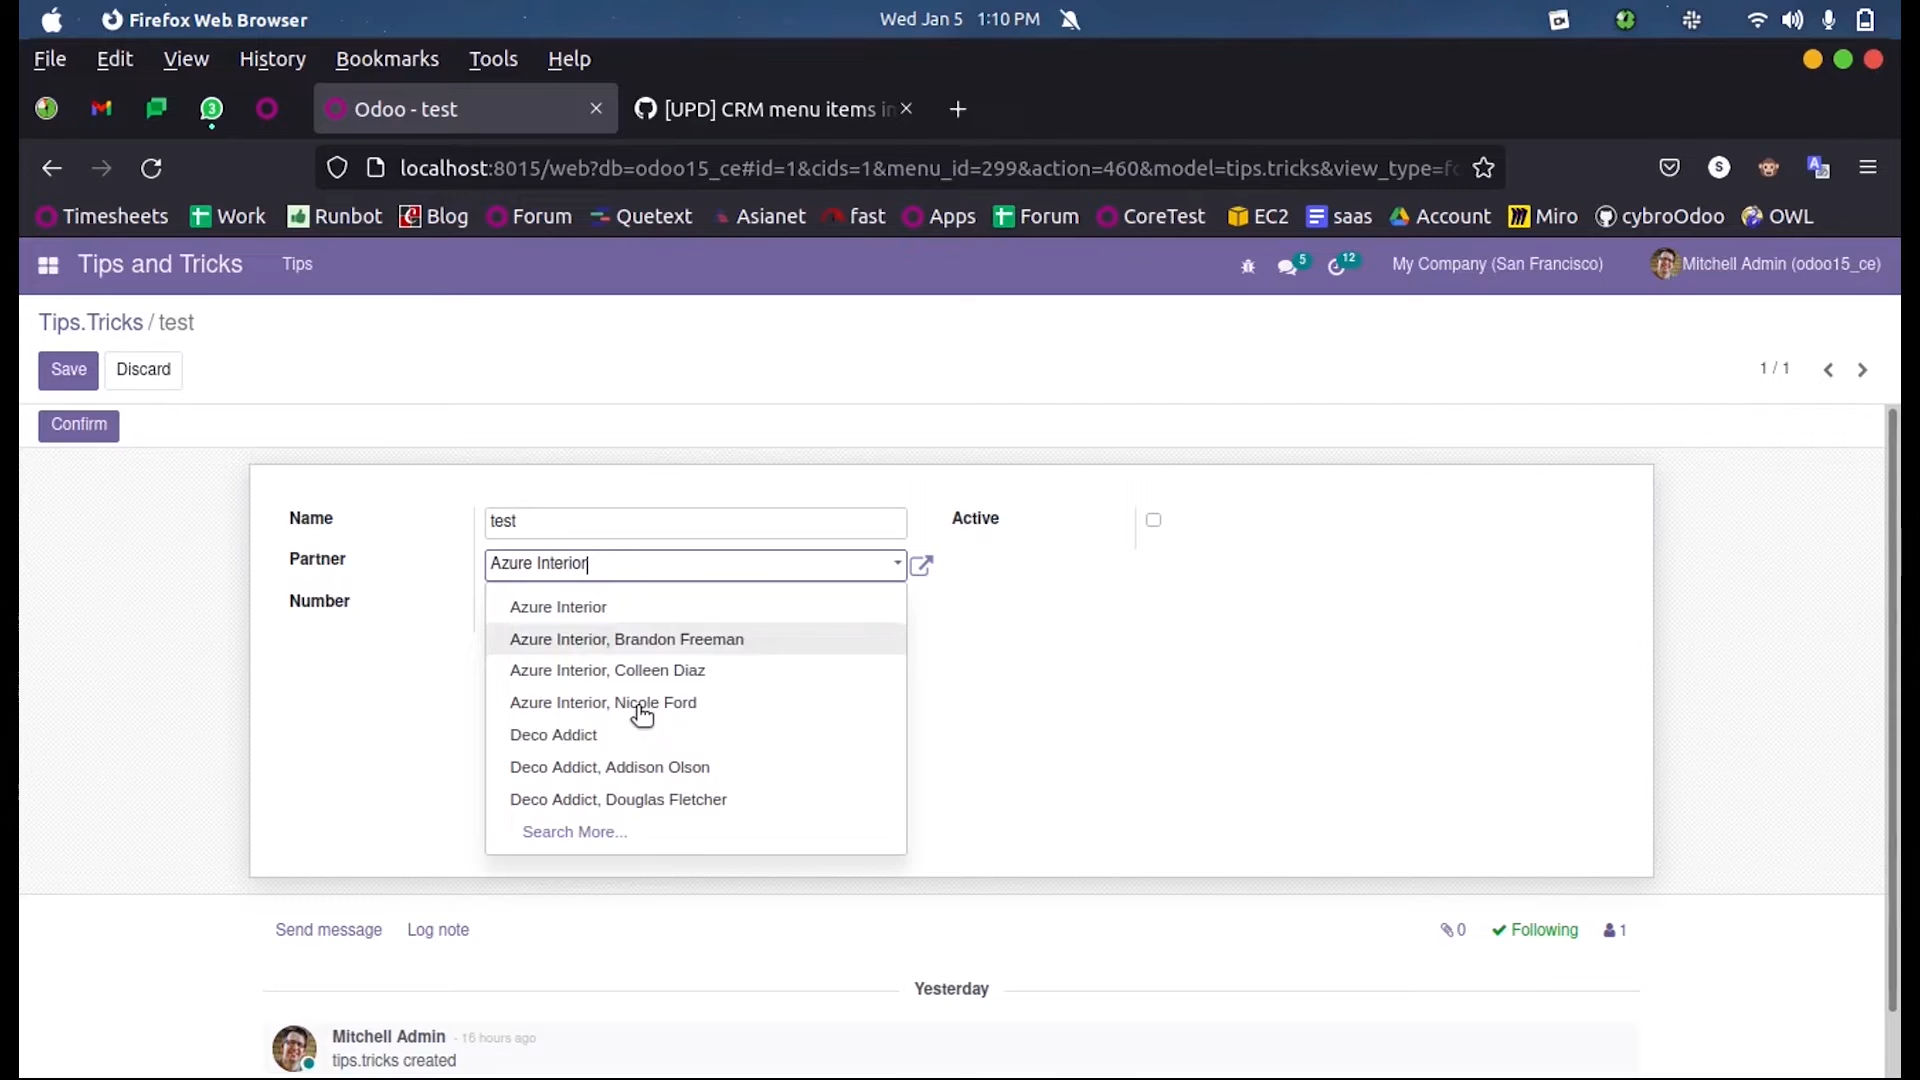 Firefox Web Browser
Wed Jan 5 1:10 PM
File Edit View History Bookmarks Tools Help
3
Odoo - test
[UPD] CRM menu items in
localhost:8015/web?db=odoo15_ce#id=1&cids=1&menu_id=299&action=460&model=tips.tricks&view_type=fo
S
Timesheets Work Runbot Blog Forum Quetext Asianet fast Apps Forum CoreTest EC2 saas Account Miro cybroOdoo OWL
Tips and Tricks Tips 5 12 My Company (San Francisco) Mitchell Admin (odoo15_ce)
Tips.Tricks / test
Save Discard 1 / 1
Confirm
Name test Active
Partner Azure Interior
Number
Azure Interior
Azure Interior, Brandon Freeman
Azure Interior, Colleen Diaz
Azure Interior, Nicole Ford
Deco Addict
Deco Addict, Addison Olson
Deco Addict, Douglas Fletcher
Search More...
Send message Log note 0 Following 1
Yesterday
Mitchell Admin - 16 hours ago
tips.tricks created